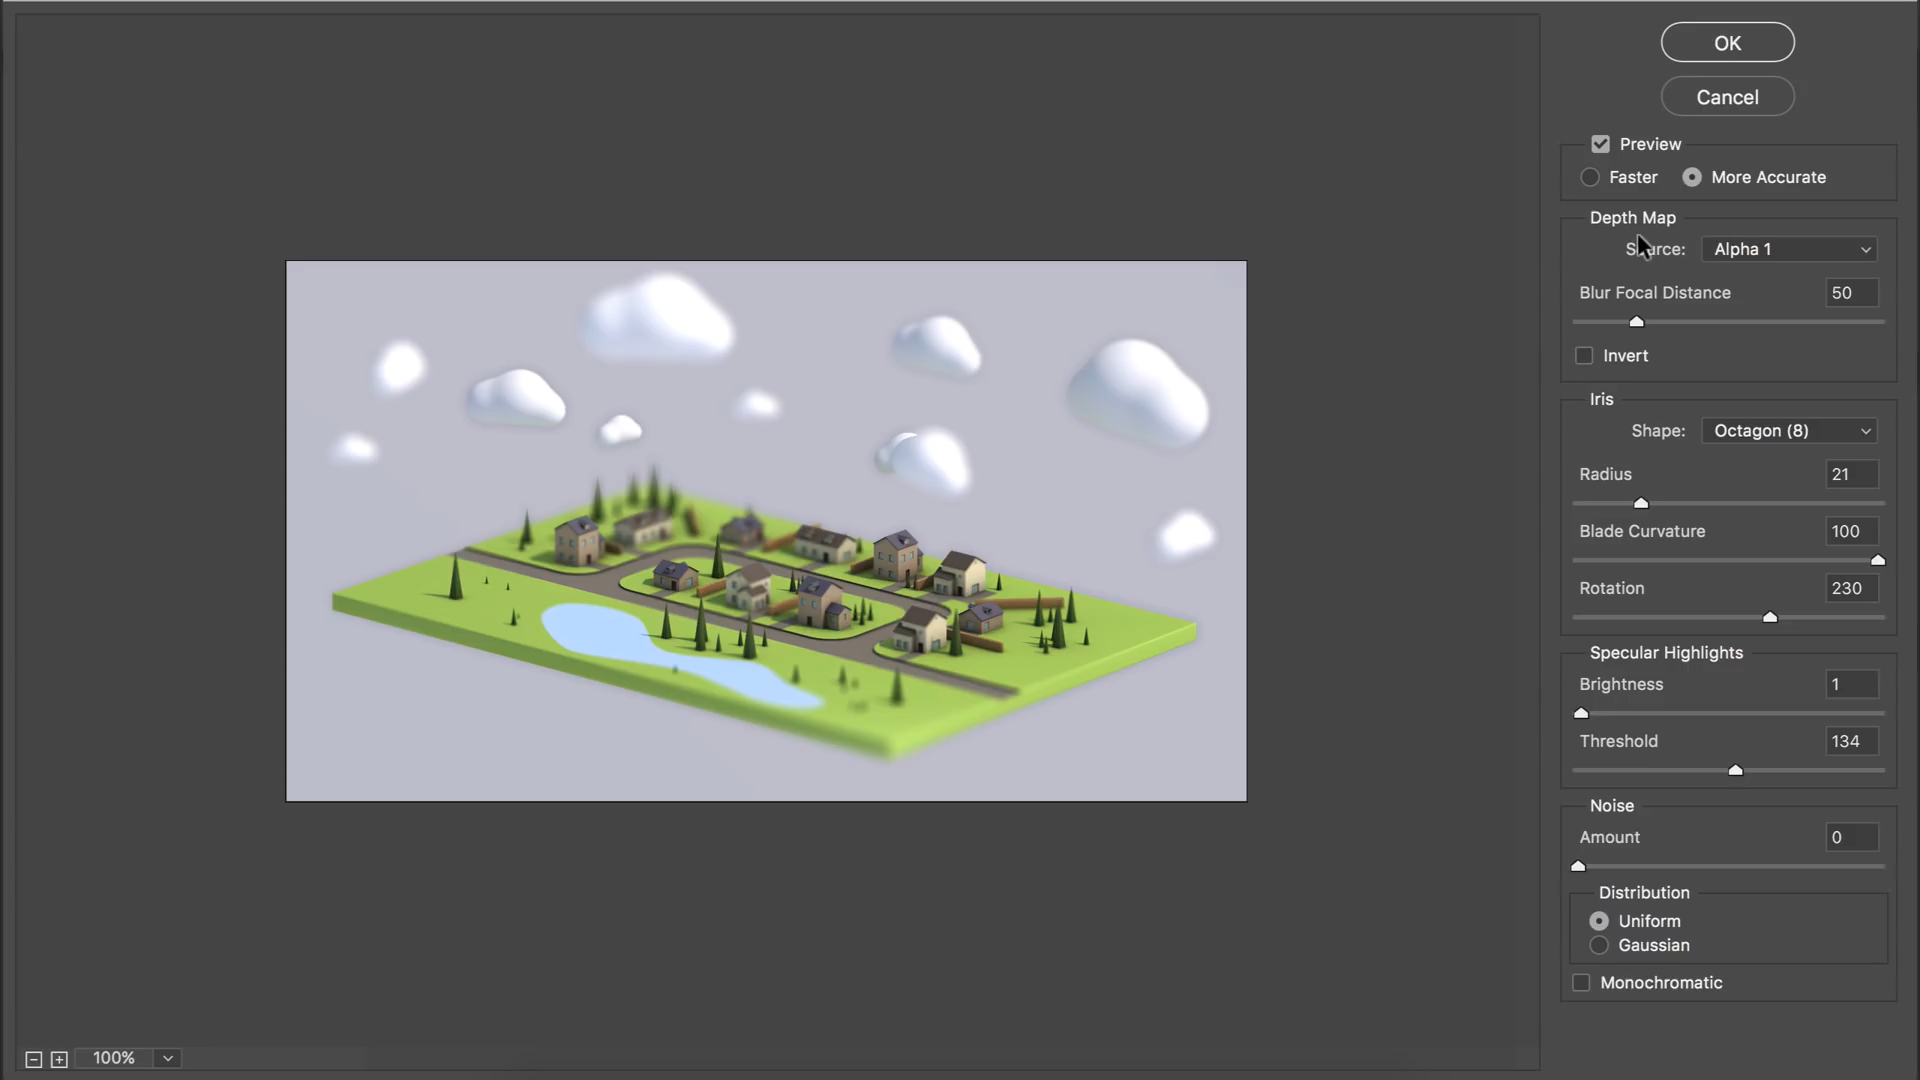 OK
Cancel
Preview
Faster More Accurate
Depth Map
Source: Alpha 1
Blur Focal Distance 50
Invert
Iris
Shape: Octagon (8)
Radius 21
Blade Curvature 100
Rotation 230
Specular Highlights
Brightness 1
Threshold 134
Noise
Amount 0
Distribution
Uniform
Gaussian
Monochromatic
100%